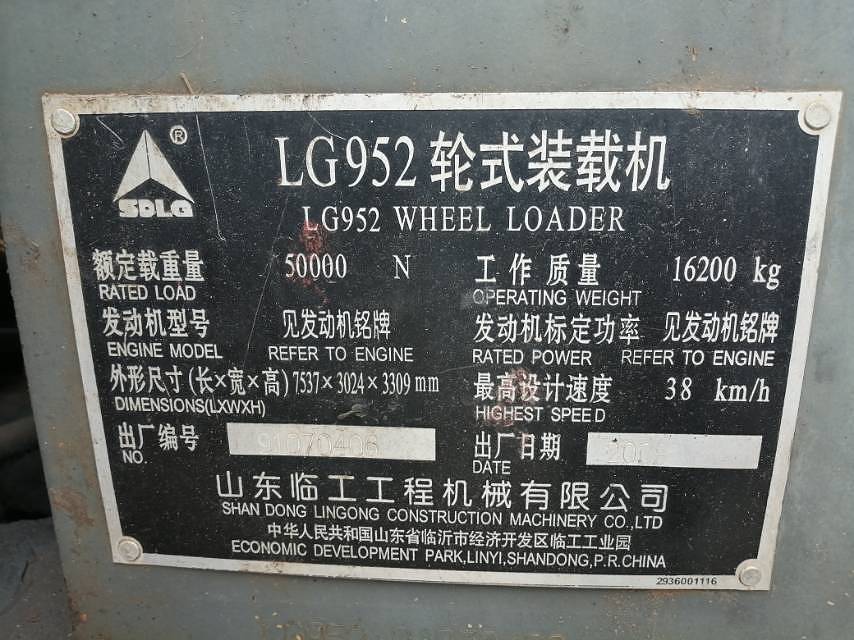 ®
SDLG
LG952 轮式装载机
LG952 WHEEL LOADER
额定载重量 50000 N
RATED LOAD
工作质量 16200 kg
OPERATING WEIGHT
发动机型号 见发动机铭牌
ENGINE MODEL REFER TO ENGINE
发动机标定功率 见发动机铭牌
RATED POWER REFER TO ENGINE
外形尺寸(长×宽×高) 7537×3024×3309 mm
DIMENSIONS(LXWXH)
最高设计速度 38 km/h
HIGHEST SPEED
出厂编号
NO.
出厂日期
DATE
山东临工工程机械有限公司
SHAN DONG LINGONG CONSTRUCTION MACHINERY CO.,LTD
中华人民共和国山东省临沂市经济开发区临工工业园
ECONOMIC DEVELOPMENT PARK,LINYI,SHANDONG,P.R.CHINA
2936001116